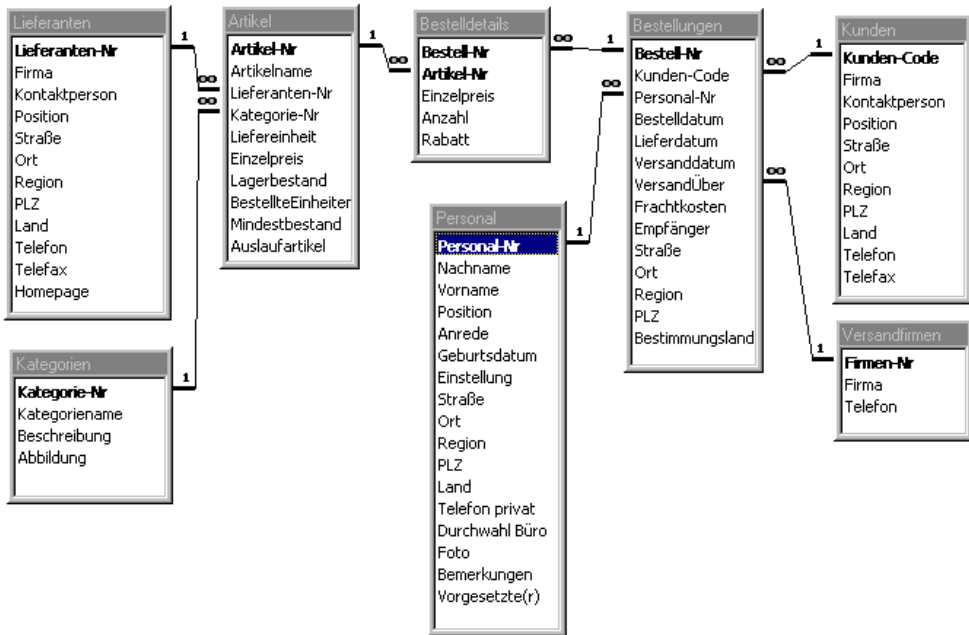 Lieferanten
Lieferanten-Nr
Firma
Kontaktperson
Position
Straße
Ort
Region
PLZ
Land
Telefon
Telefax
Homepage
Kategorien
Kategorie-Nr
Kategoriename
Beschreibung
Abbildung
Artikel
Artikel-Nr
Artikelname
Lieferanten-Nr
Kategorie-Nr
Liefereinheit
Einzelpreis
Lagerbestand
BestellteEinheiter
Mindestbestand
Auslaufartikel
Bestelldetails
Bestell-Nr
Artikel-Nr
Einzelpreis
Anzahl
Rabatt
Personal
Personal-Nr
Nachname
Vorname
Position
Anrede
Geburtsdatum
Einstellung
Straße
Ort
Region
PLZ
Land
Telefon privat
Durchwahl Büro
Foto
Bemerkungen
Vorgesetzte(r)
Bestellungen
Bestell-Nr
Kunden-Code
Personal-Nr
Bestelldatum
Lieferdatum
Versanddatum
VersandÜber
Frachtkosten
Empfänger
Straße
Ort
Region
PLZ
Bestimmungsland
Kunden
Kunden-Code
Firma
Kontaktperson
Position
Straße
Ort
Region
PLZ
Land
Telefon
Telefax
Versandfirmen
Firmen-Nr
Firma
Telefon
1
∞
∞
1
1
∞
∞
1
∞
1
∞
1
∞
1